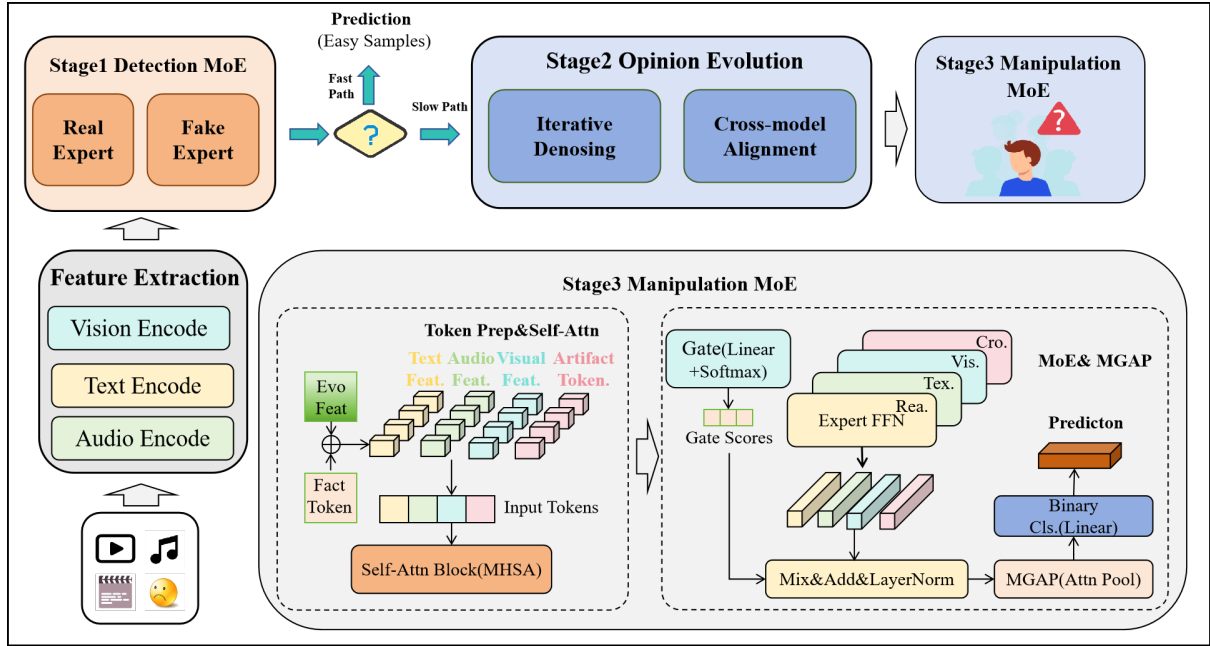 Stage1 Detection MoE
Real
Expert
Fake
Expert
Prediction
(Easy Samples)
Fast
Path
?
Slow Path
Stage2 Opinion Evolution
Iterative
Denosing
Cross-model
Alignment
Stage3 Manipulation
MoE
?
Feature Extraction
Vision Encode
Text Encode
Audio Encode
Stage3 Manipulation MoE
Token Prep&Self-Attn
Text
Feat.
Audio
Feat.
Visual
Feat.
Artifact
Token.
Evo
Feat
Fact
Token
Input Tokens
Self-Attn Block(MHSA)
Gate(Linear
+Softmax)
Gate Scores
Cro.
Vis.
Tex.
Rea.
Expert FFN
MoE& MGAP
Predicton
Binary
Cls.(Linear)
Mix&Add&LayerNorm
MGAP(Attn Pool)